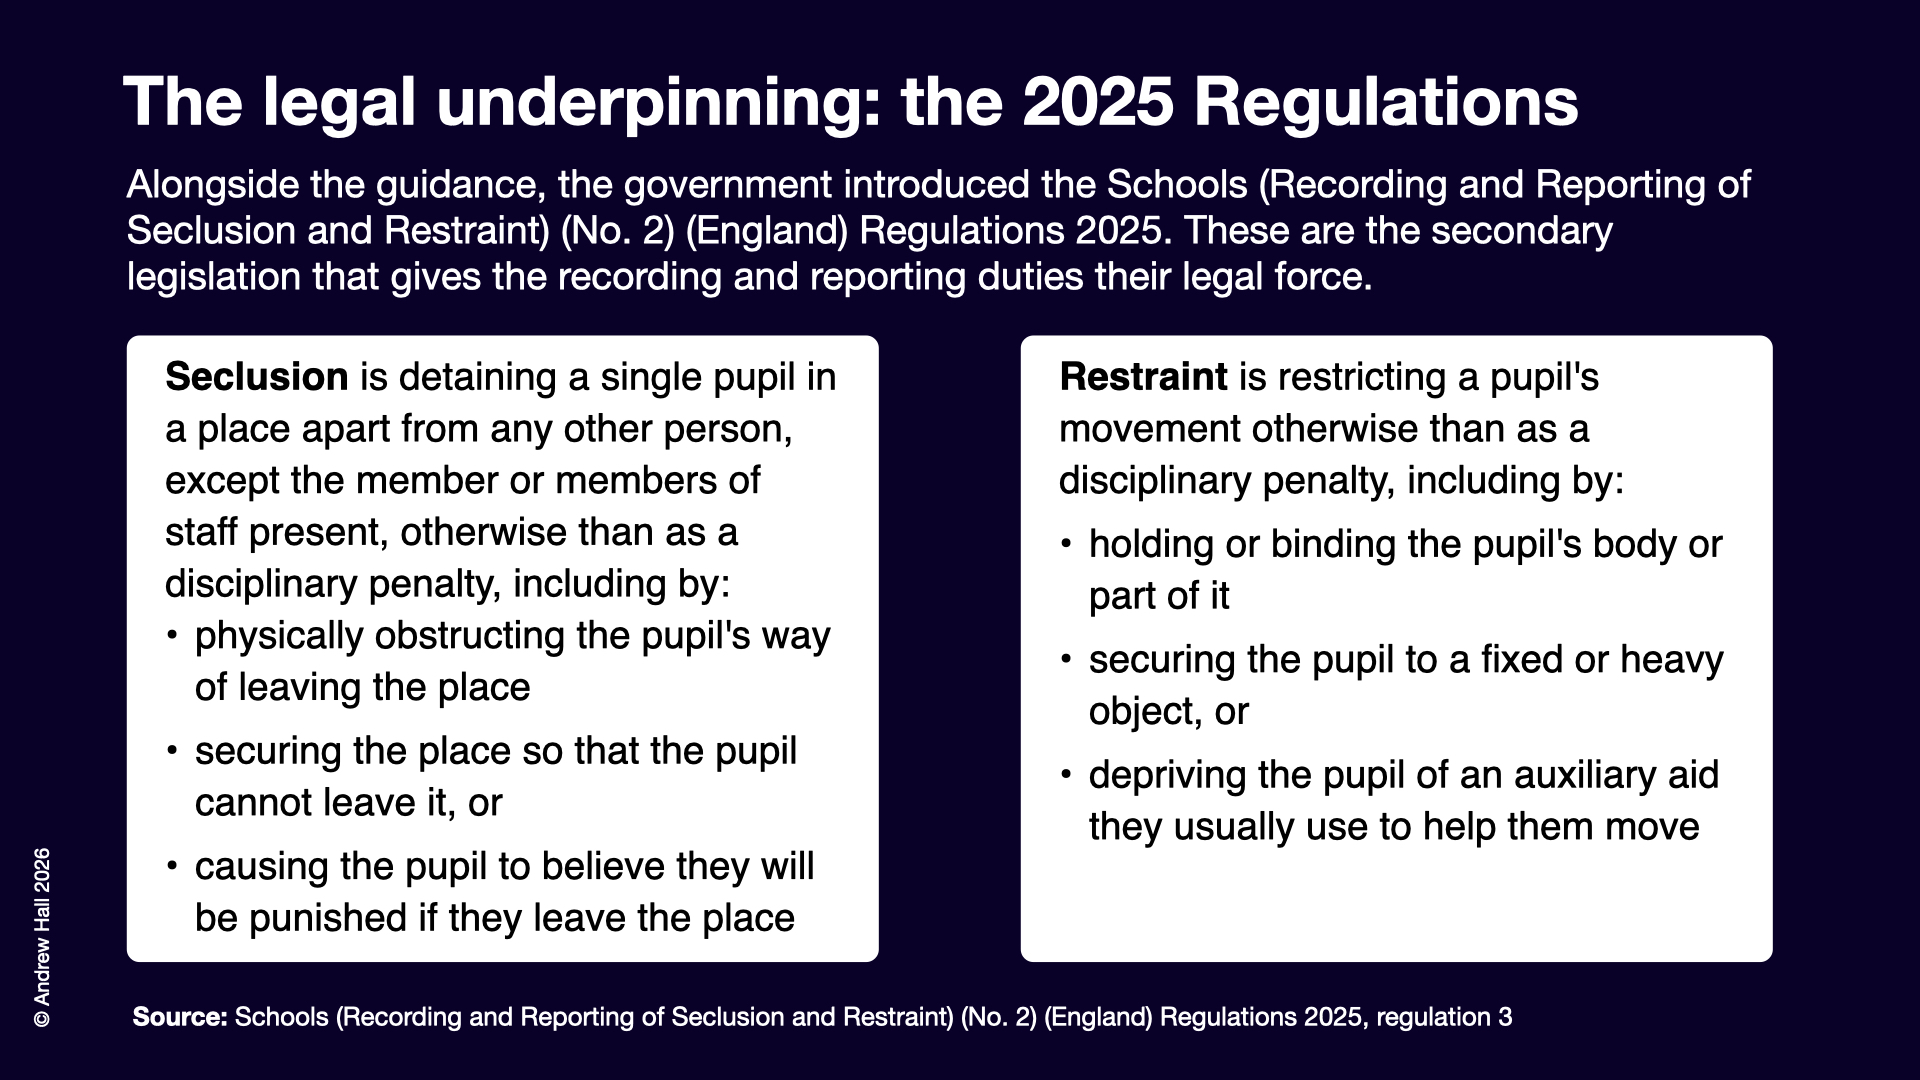 The legal underpinning: the 2025 Regulations
Alongside the guidance, the government introduced the Schools (Recording and Reporting of
Seclusion and Restraint) (No. 2) (England) Regulations 2025. These are the secondary
legislation that gives the recording and reporting duties their legal force.
Seclusion is detaining a single pupil in
a place apart from any other person,
except the member or members of
staff present, otherwise than as a
disciplinary penalty, including by:
• physically obstructing the pupil's way
of leaving the place
• securing the place so that the pupil
cannot leave it, or
• causing the pupil to believe they will
be punished if they leave the place
Restraint is restricting a pupil's
movement otherwise than as a
disciplinary penalty, including by:
• holding or binding the pupil's body or
part of it
• securing the pupil to a fixed or heavy
object, or
• depriving the pupil of an auxiliary aid
they usually use to help them move
Source: Schools (Recording and Reporting of Seclusion and Restraint) (No. 2) (England) Regulations 2025, regulation 3
© Andrew Hall 2026